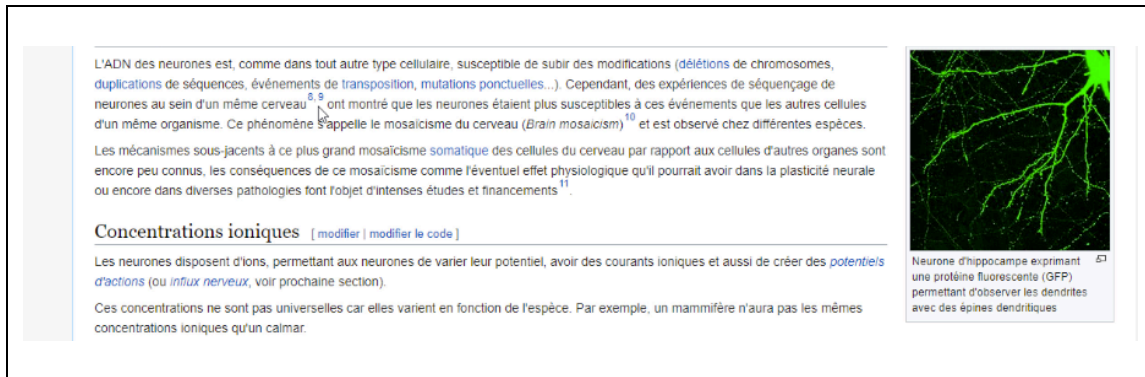 L'ADN des neurones est, comme dans tout autre type cellulaire, susceptible de subir des modifications (délétions de chromosomes,
duplications de séquences, événements de transposition, mutations ponctuelles...). Cependant, des expériences de séquençage de
neurones au sein d'un même cerveau 8, 9 ont montré que les neurones étaient plus susceptibles à ces événements que les autres cellules
d'un même organisme. Ce phénomène s'appelle le mosaïcisme du cerveau (Brain mosaicism) 10 et est observé chez différentes espèces.
Les mécanismes sous-jacents à ce plus grand mosaïcisme somatique des cellules du cerveau par rapport aux cellules d'autres organes sont
encore peu connus, les conséquences de ce mosaïcisme comme l'éventuel effet physiologique qu'il pourrait avoir dans la plasticité neurale
ou encore dans diverses pathologies font l'objet d'intenses études et financements 11.
Concentrations ioniques [ modifier | modifier le code ]
Les neurones disposent d'ions, permettant aux neurones de varier leur potentiel, avoir des courants ioniques et aussi de créer des potentiels
d'actions (ou influx nerveux, voir prochaine section).
Ces concentrations ne sont pas universelles car elles varient en fonction de l'espèce. Par exemple, un mammifère n'aura pas les mêmes
concentrations ioniques qu'un calmar.
Neurone d'hippocampe exprimant
une protéine fluorescente (GFP)
permettant d'observer les dendrites
avec des épines dendritiques